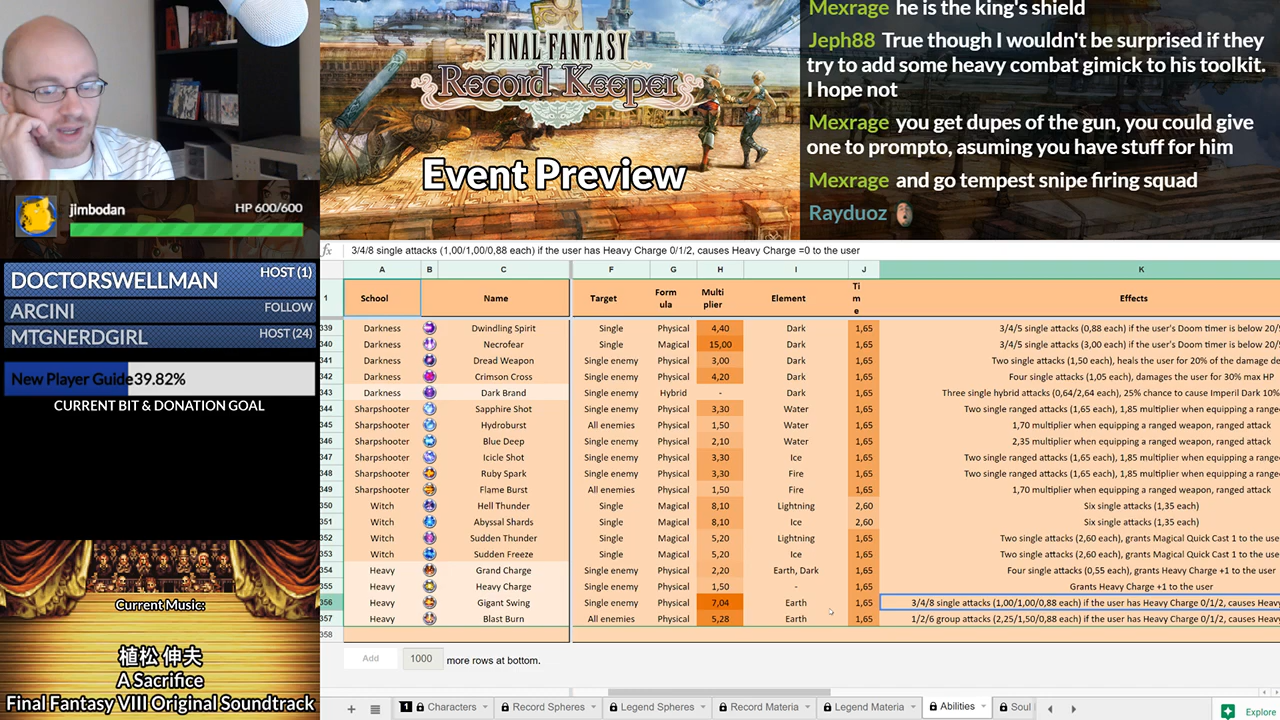 jimbodan
HP 600/600
DOCTORSWELLMAN HOST (1)
ARCINI FOLLOW
MTGNERDGIRL HOST (24)
New Player Guide 39.82%
CURRENT BIT & DONATION GOAL
Current Music:
植松 伸夫
A Sacrifice
Final Fantasy VIII Original Soundtrack
FINAL FANTASY
Record Keeper
Event Preview
Mexrage he is the king's shield
Jeph88 True though I wouldn't be surprised if they
try to add some heavy combat gimick to his toolkit.
I hope not
Mexrage you get dupes of the gun, you could give
one to prompto, asuming you have stuff for him
Mexrage and go tempest snipe firing squad
Rayduoz
fx 3/4/8 single attacks (1,00/1,00/0,88 each) if the user has Heavy Charge 0/1/2, causes Heavy Charge =0 to the user
A B C F G H I J K
1 School Name Target Form ula Multi plier Element Ti m e Effects
339 Darkness Dwindling Spirit Single Physical 4,40 Dark 1,65 3/4/5 single attacks (0,88 each) if the user's Doom timer is below 20/
340 Darkness Necrofear Single Magical 15,00 Dark 1,65 3/4/5 single attacks (3,00 each) if the user's Doom timer is below 20/
341 Darkness Dread Weapon Single enemy Physical 3,00 Dark 1,65 Two single attacks (1,50 each), heals the user for 20% of the damage de
342 Darkness Crimson Cross Single enemy Physical 4,20 Dark 1,65 Four single attacks (1,05 each), damages the user for 30% max HP
343 Darkness Dark Brand Single enemy Hybrid - Dark 1,65 Three single hybrid attacks (0,64/2,64 each), 25% chance to cause Imperil Dark 10%
344 Sharpshooter Sapphire Shot Single enemy Physical 3,30 Water 1,65 Two single ranged attacks (1,65 each), 1,85 multiplier when equipping a range
345 Sharpshooter Hydroburst All enemies Physical 1,50 Water 1,65 1,70 multiplier when equipping a ranged weapon, ranged attack
346 Sharpshooter Blue Deep Single enemy Physical 2,10 Water 1,65 2,35 multiplier when equipping a ranged weapon, ranged attack
347 Sharpshooter Icicle Shot Single enemy Physical 3,30 Ice 1,65 Two single ranged attacks (1,65 each), 1,85 multiplier when equipping a range
348 Sharpshooter Ruby Spark Single enemy Physical 3,30 Fire 1,65 Two single ranged attacks (1,65 each), 1,85 multiplier when equipping a range
349 Sharpshooter Flame Burst All enemies Physical 1,50 Fire 1,65 1,70 multiplier when equipping a ranged weapon, ranged attack
350 Witch Hell Thunder Single Magical 8,10 Lightning 2,60 Six single attacks (1,35 each)
351 Witch Abyssal Shards Single Magical 8,10 Ice 2,60 Six single attacks (1,35 each)
352 Witch Sudden Thunder Single Magical 5,20 Lightning 1,65 Two single attacks (2,60 each), grants Magical Quick Cast 1 to the use
353 Witch Sudden Freeze Single Magical 5,20 Ice 1,65 Two single attacks (2,60 each), grants Magical Quick Cast 1 to the use
354 Heavy Grand Charge Single enemy Physical 2,20 Earth, Dark 1,65 Four single attacks (0,55 each), grants Heavy Charge +1 to the user
355 Heavy Heavy Charge Single enemy Physical 1,50 - 1,65 Grants Heavy Charge +1 to the user
356 Heavy Gigant Swing Single enemy Physical 7,04 Earth 1,65 3/4/8 single attacks (1,00/1,00/0,88 each) if the user has Heavy Charge 0/1/2, causes Heavy
357 Heavy Blast Burn All enemies Physical 5,28 Earth 1,65 1/2/6 group attacks (2,25/1,50/0,88 each) if the user has Heavy Charge 0/1/2, causes Heav
358
Add 1000 more rows at bottom.
1 Characters Record Spheres Legend Spheres Record Materia Legend Materia Abilities Soul
Explore